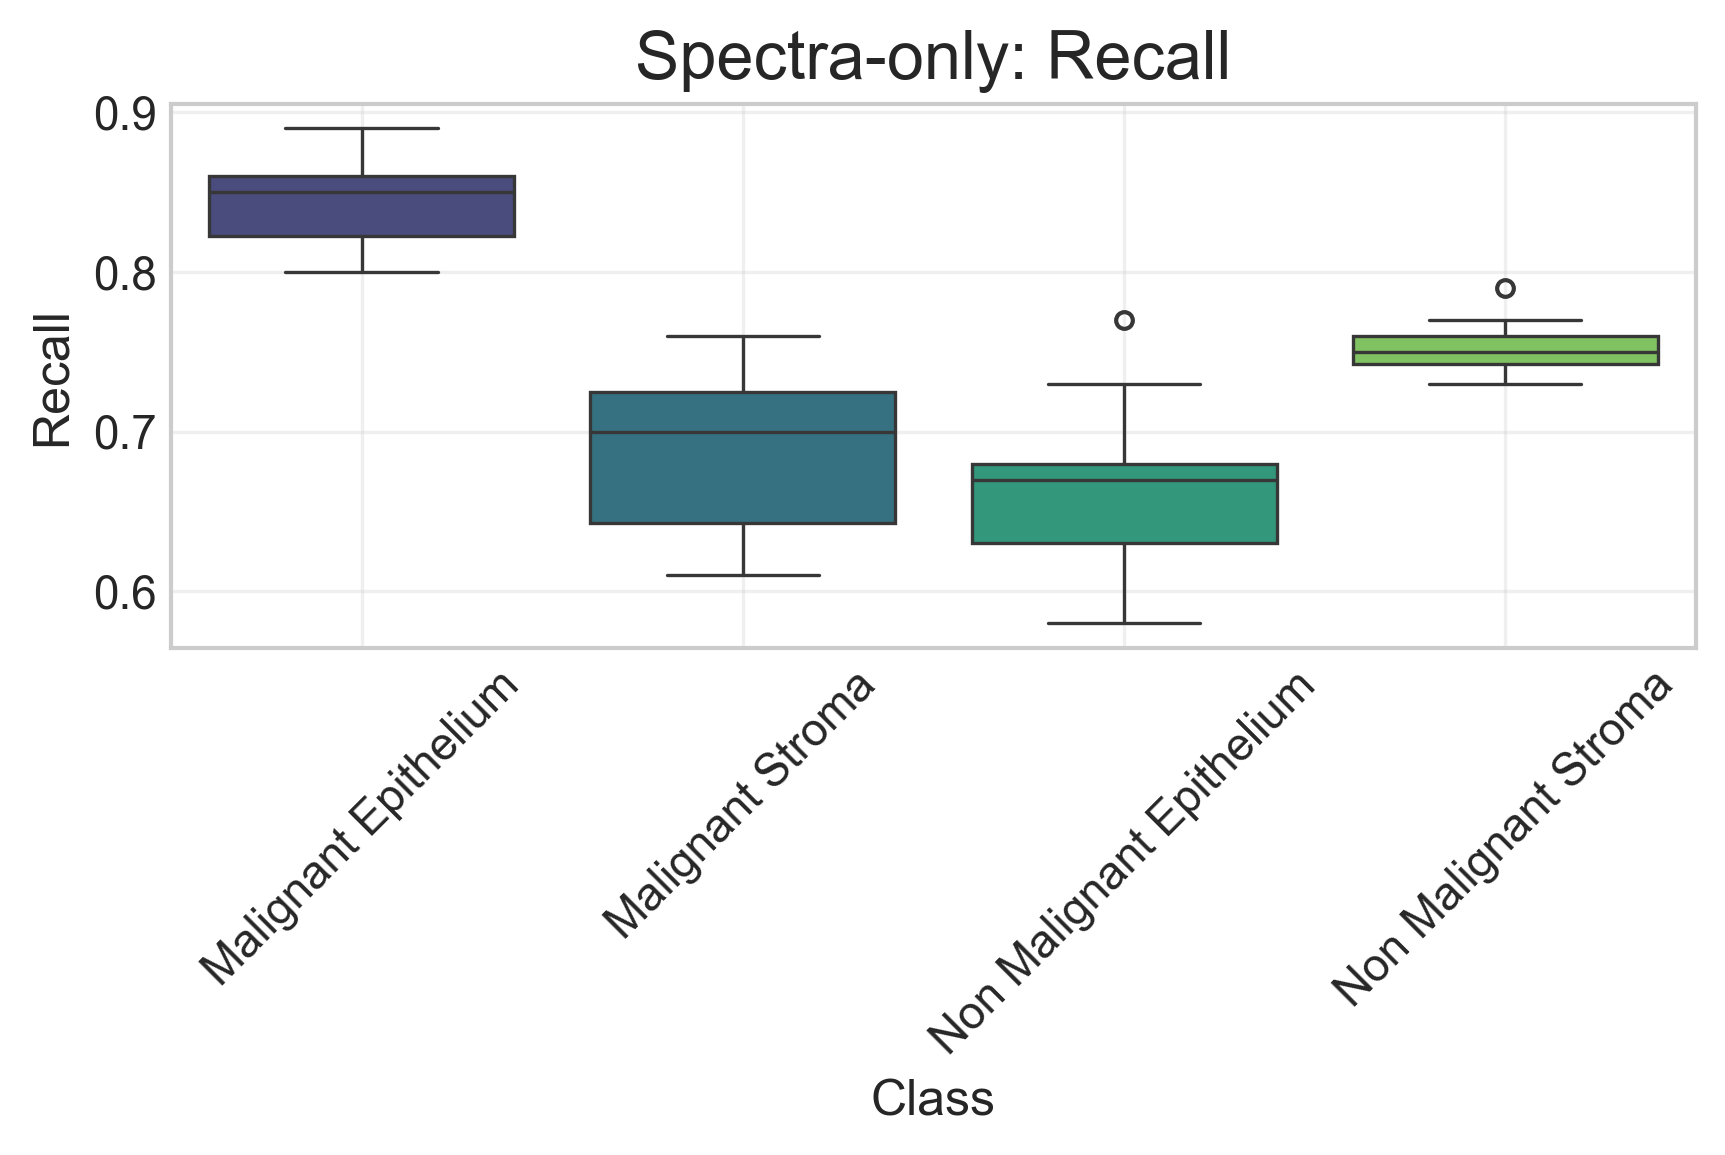 Spectra-only: Recall
Recall
0.9
0.8
0.7
0.6
Malignant Epithelium
Malignant Stroma
Non Malignant Epithelium
Non Malignant Stroma
Class